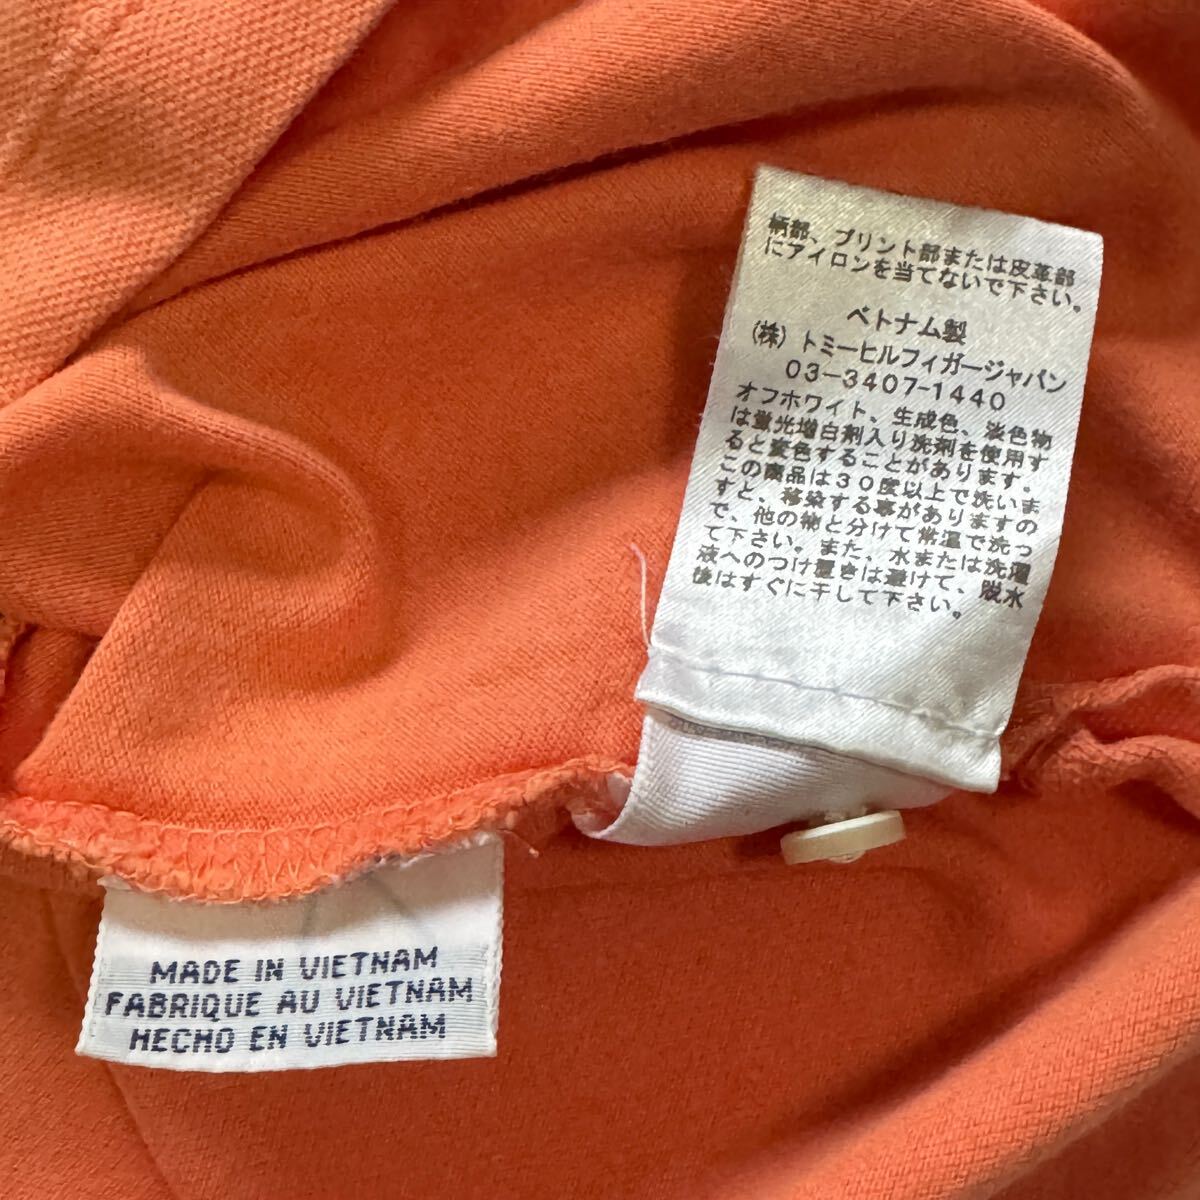 柄部、プリント部または皮革部
にアイロンを当てないで下さい。
ベトナム製
(株)トミーヒルフィガージャパン
03-3407-1440
オフホワイト、生成色、淡色物
は蛍光増白剤入り洗剤を使用す
ると変色することがあります。
この商品は30度以上で洗いま
すと、移染する事がありますの
で、他の物と分けて常温で洗っ
て下さい。また、水または洗濯
液へのつけ置きは避けて、脱水
後はすぐに干して下さい。
MADE IN VIETNAM
FABRIQUE AU VIETNAM
HECHO EN VIETNAM